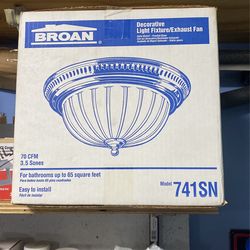 BROAN
Decorative
Light Fixture/Exhaust Fan
70 CFM
3.5 Sones
For bathrooms up to 65 square feet
Easy to install
Model 741SN